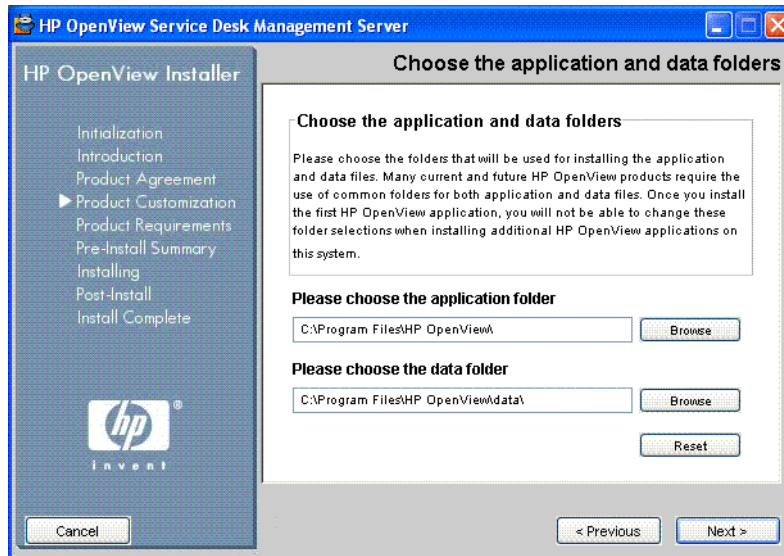 HP OpenView Service Desk Management Server
HP OpenView Installer
Choose the application and data folders
Initialization
Introduction
Product Agreement
Product Customization
Product Requirements
Pre-Install Summary
Installing
Post-Install
Install Complete
hp
®
invent
Cancel
Choose the application and data folders
Please choose the folders that will be used for installing the application
and data files. Many current and future HP OpenView products require the
use of common folders for both application and data files. Once you install
the first HP OpenView application, you will not be able to change these
folder selections when installing additional HP OpenView applications on
this system.
Please choose the application folder
C:\Program Files\HP OpenView\
Browse
Please choose the data folder
C:\Program Files\HP OpenView\data\
Browse
Reset
< Previous
Next >